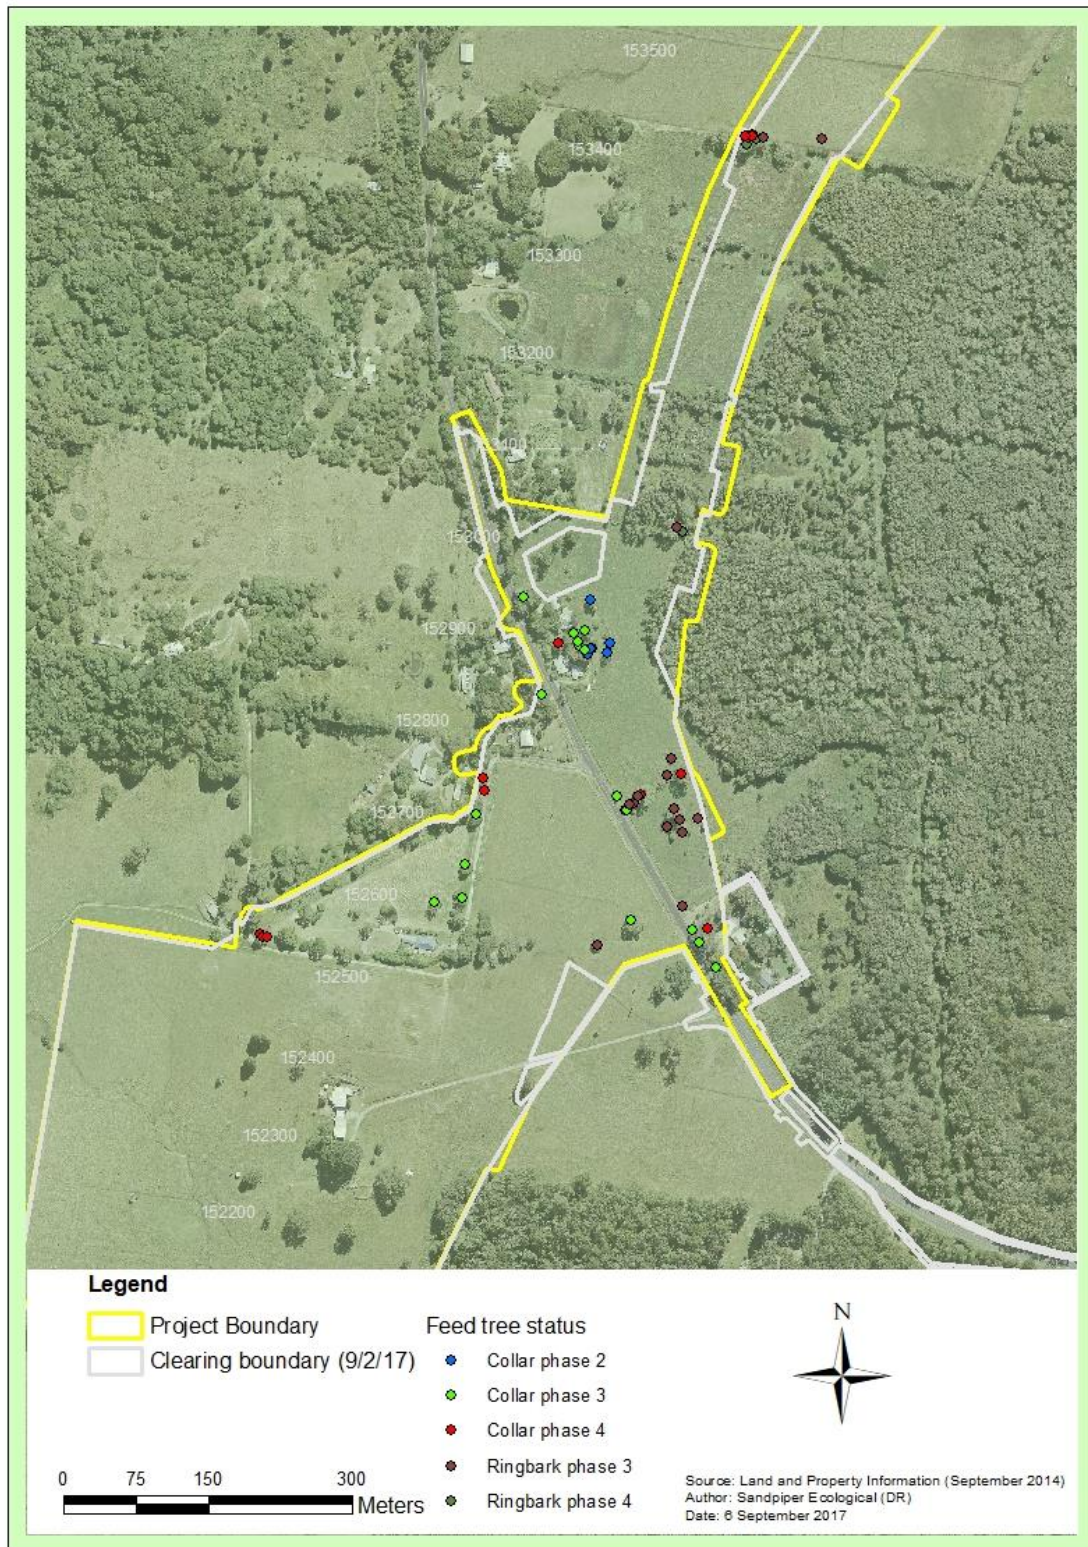 153500
153400
153300
153200
153000
152900
152800
152700
152600
152500
152400
152300
152200
Legend
Project Boundary
Clearing boundary (9/2/17)
Feed tree status
Collar phase 2
Collar phase 3
Collar phase 4
Ringbark phase 3
Ringbark phase 4
N
0 75 150 300
Meters
Source: Land and Property Information (September 2014)
Author: Sandpiper Ecological (DR)
Date: 6 September 2017